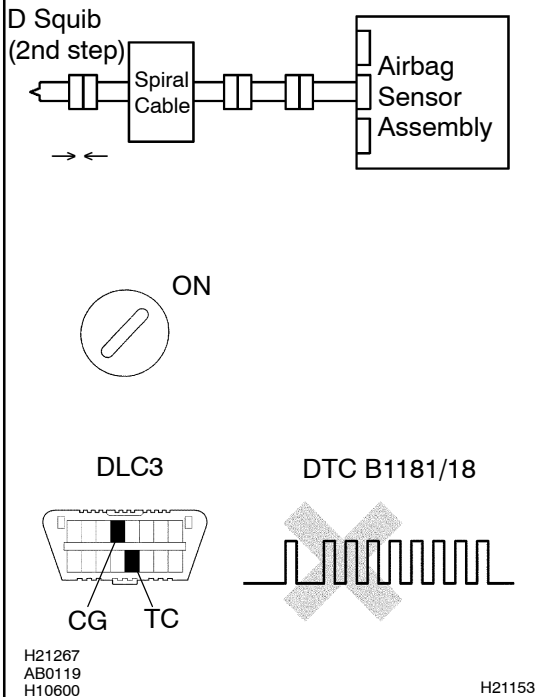 D Squib
(2nd step)
Spiral
Cable
Airbag
Sensor
Assembly
ON
DLC3
DTC B1181/18
CG
TC
H21267
AB0119
H10600
H21153